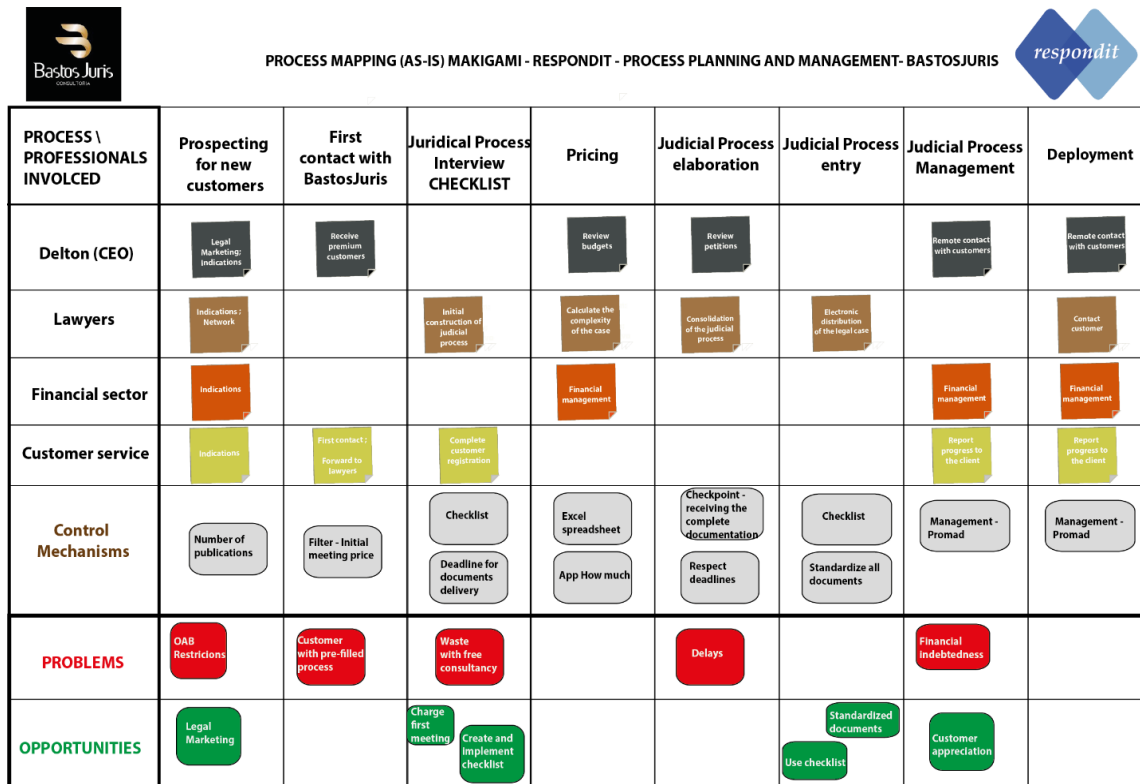 Bastos Juris
CONSULTORIA
PROCESS MAPPING (AS-IS) MAKIGAMI - RESPONDIT - PROCESS PLANNING AND MANAGEMENT- BASTOSJURIS
respondit
PROCESS \
PROFESSIONALS
INVOLCED
Prospecting
for new
customers
First
contact with
BastosJuris
Juridical Process
Interview
CHECKLIST
Pricing
Judicial Process
elaboration
Judicial Process
entry
Judicial Process
Management
Deployment
Delton (CEO)
Legal
Marketing;
Indications
Receive
premium
customers
Review
budgets
Review
petitions
Remote contact
with customers
Remote contact
with customers
Lawyers
Indications ;
Network
Initial
construction of
judicial
process
Calculate the
complexity
of the case
Consolidation
of the judicial
process
Electronic
distribution
of the legal case
Contact
customer
Financial sector
Indications
Financial
management
Financial
management
Financial
management
Customer service
Indications
First contact ;
Forward to
lawyers
Complete
customer
registration
Report
progress to
the client
Report
progress to
the client
Control
Mechanisms
Number of
publications
Filter - Initial
meeting price
Checklist
Deadline for
documents
delivery
Excel
spreadsheet
App How much
Checkpoint -
receiving the
complete
documentation
Respect
deadlines
Checklist
Standardize all
documents
Management -
Promad
Management -
Promad
PROBLEMS
OAB
Restricions
Customer
with pre-filled
process
Waste
with free
consultancy
Delays
Financial
indebtedness
OPPORTUNITIES
Legal
Marketing
Charge
first
meeting
Create and
implement
checklist
Standardized
documents
Use checklist
Customer
appreciation